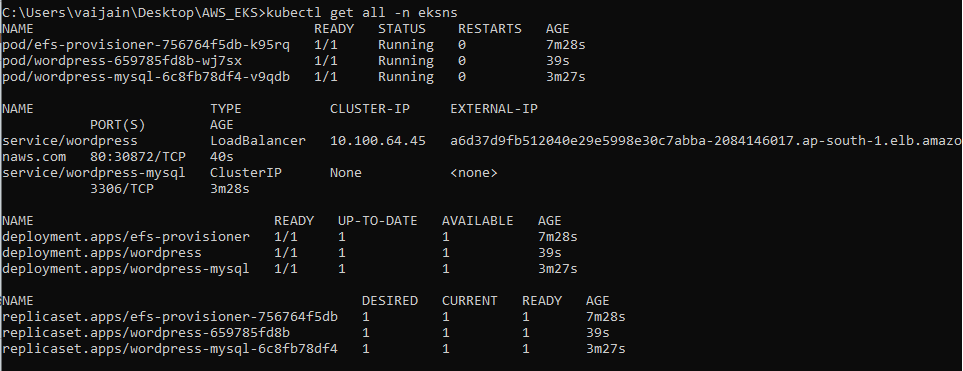 C:\Users\vaijain\Desktop\AWS_EKS>kubectl get all -n eksns
NAME READY STATUS RESTARTS AGE
pod/efs-provisioner-756764f5db-k95rq 1/1 Running 0 7m28s
pod/wordpress-659785fd8b-wj7sx 1/1 Running 0 39s
pod/wordpress-mysql-6c8fb78df4-v9qdb 1/1 Running 0 3m27s
NAME TYPE CLUSTER-IP EXTERNAL-IP
PORT(S) AGE
service/wordpress LoadBalancer 10.100.64.45 a6d37d9fb512040e29e5998e30c7abba-2084146017.ap-south-1.elb.amazo
naws.com 80:30872/TCP 40s
service/wordpress-mysql ClusterIP None <none>
3306/TCP 3m28s
NAME READY UP-TO-DATE AVAILABLE AGE
deployment.apps/efs-provisioner 1/1 1 1 7m28s
deployment.apps/wordpress 1/1 1 1 39s
deployment.apps/wordpress-mysql 1/1 1 1 3m27s
NAME DESIRED CURRENT READY AGE
replicaset.apps/efs-provisioner-756764f5db 1 1 1 7m28s
replicaset.apps/wordpress-659785fd8b 1 1 1 39s
replicaset.apps/wordpress-mysql-6c8fb78df4 1 1 1 3m27s